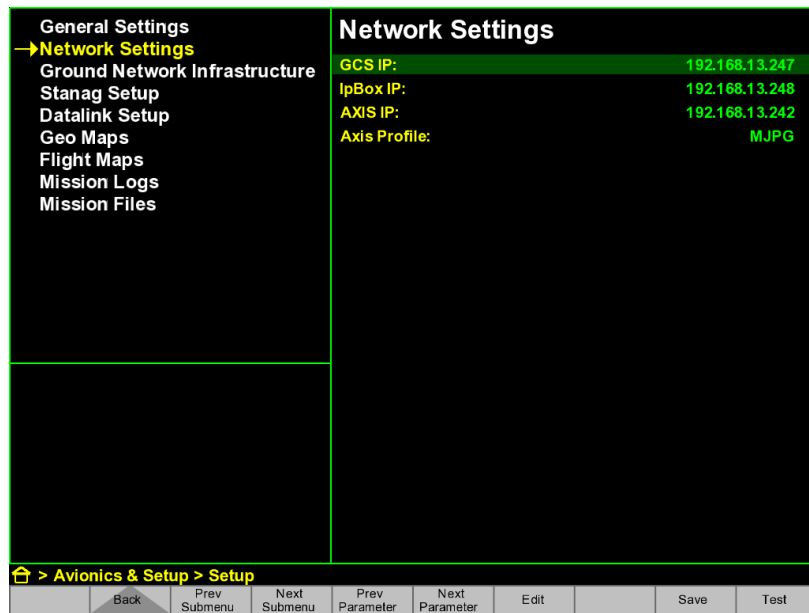 General Settings
Network Settings
Ground Network Infrastructure
Stanag Setup
Datalink Setup
Geo Maps
Flight Maps
Mission Logs
Mission Files
Network Settings
GCS IP: 192.168.13.247
IpBox IP: 192.168.13.248
AXIS IP: 192.168.13.242
Axis Profile: MJPG
> Avionics & Setup > Setup
Back
Prev
Submenu
Next
Submenu
Prev
Parameter
Next
Parameter
Edit
Save
Test